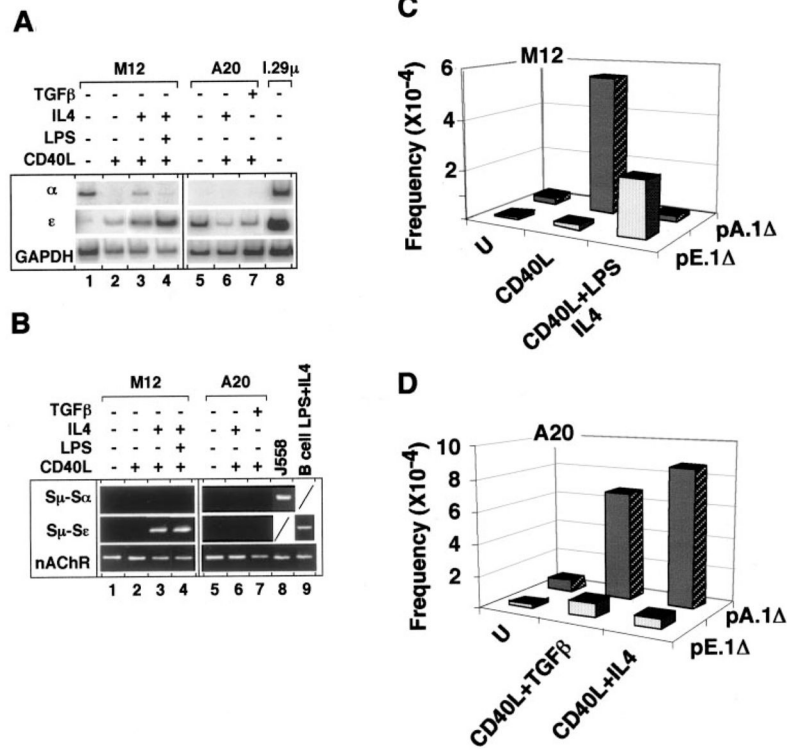 A
M12 A20 I.29μ
TGFβ - - - - - - + -
IL4 - - + + - + - -
LPS - - - + - - - -
CD40L - + + + - + + -
α
ε
GAPDH
1 2 3 4 5 6 7 8
B
M12 A20
TGFβ - - - - - - +
IL4 - - + + - + -
LPS - - - + - - -
CD40L - + + + - + +
J558
B cell LPS+IL4
Sμ-Sα
Sμ-Sε
nAChR
1 2 3 4 5 6 7 8 9
C
M12
Frequency (X10-4)
6
4
2
U
CD40L
CD40L+LPS
IL4
pA.1Δ
pE.1Δ
D
A20
Frequency (X10-4)
10
8
6
4
2
U
CD40L+TGFβ
CD40L+IL4
pA.1Δ
pE.1Δ